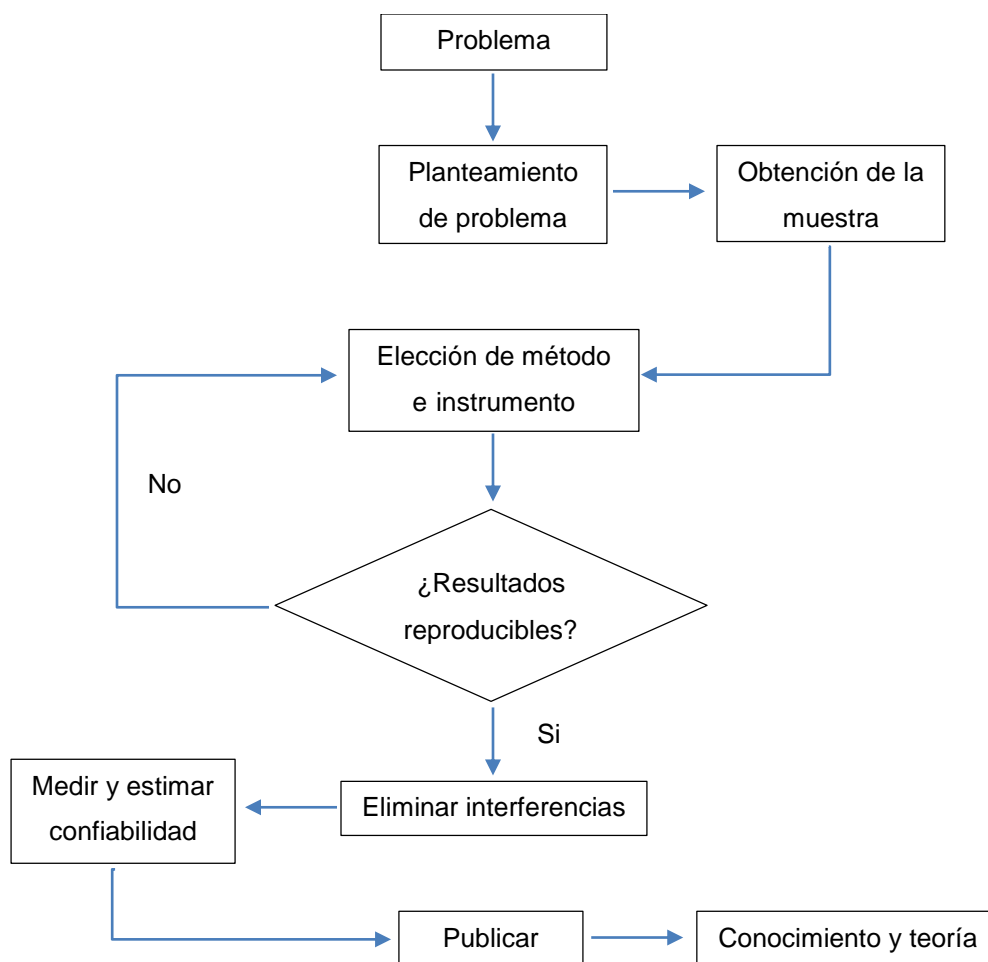 Problema
Planteamiento
de problema
Obtención de la
muestra
Elección de método
e instrumento
No
¿Resultados
reproducibles?
Si
Medir y estimar
confiabilidad
Eliminar interferencias
Publicar
Conocimiento y teoría